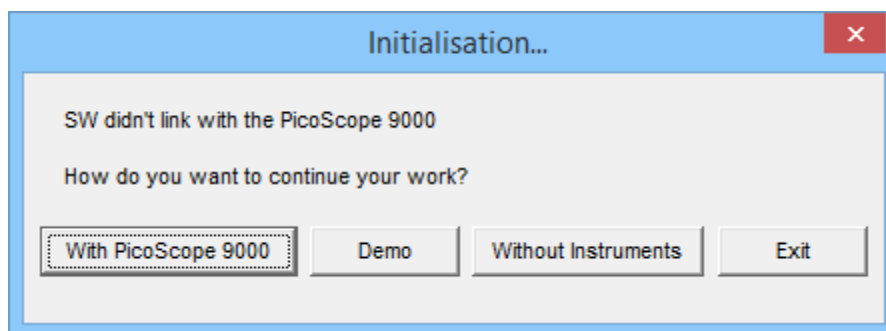 Initialisation...
SW didn't link with the PicoScope 9000
How do you want to continue your work?
With PicoScope 9000 Demo Without Instruments Exit